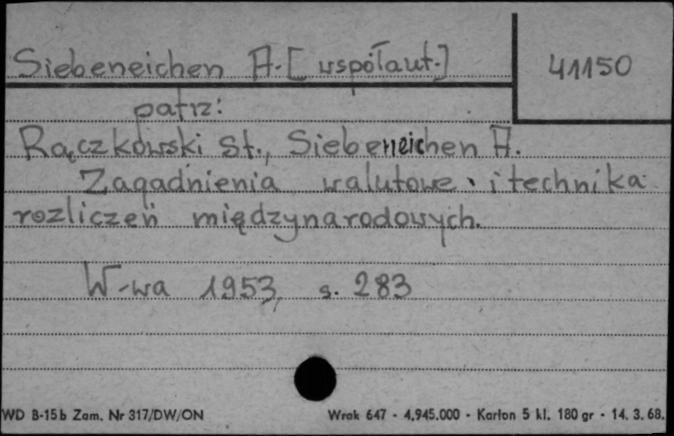 Siebeneichen A. [współaut.]
41150
patrz:
Rączkowski St., Siebeneichen A.
Zagadnienia walutowe i technika
rozliczeń międzynarodowych.
W-wa 1953, s. 283
WD B-15b Zam. Nr 317/DW/ON
Wrak 647 - 4,945.000 - Karton 5 kl. 180 gr - 14. 3. 68.